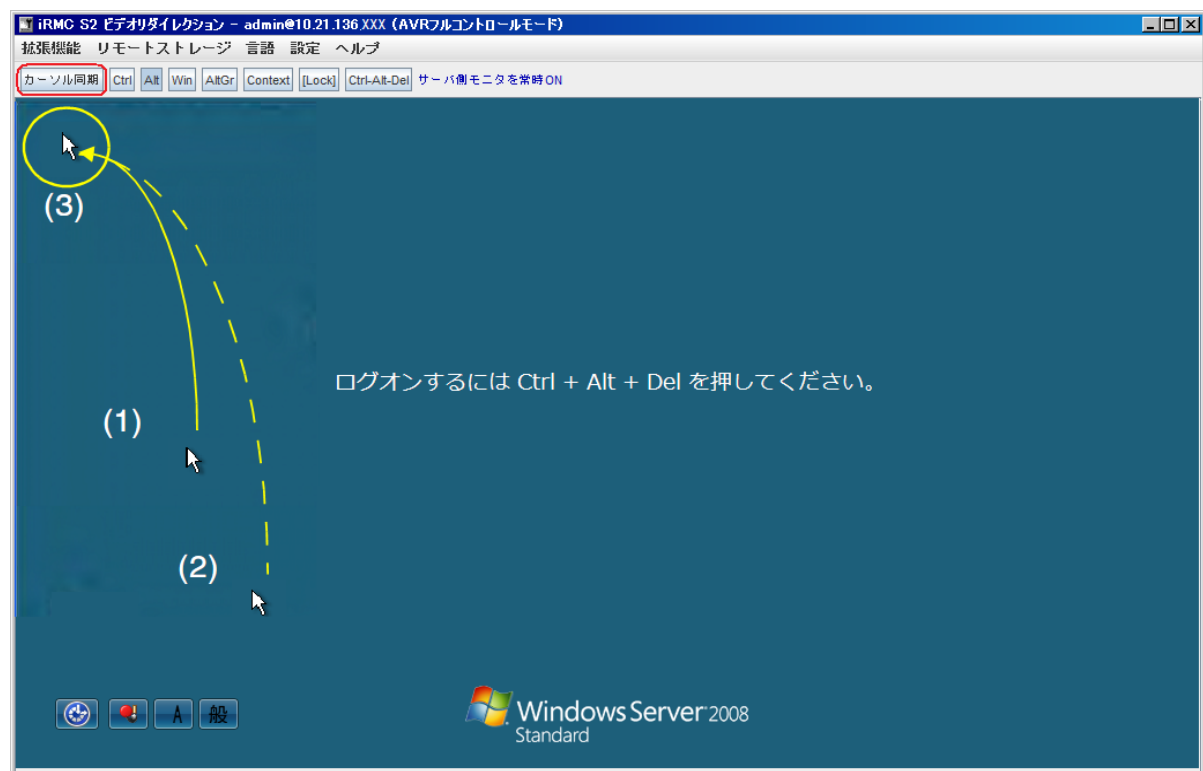 iRMC S2 ビデオリダイレクション - admin@10.21.136.XXX (AVRフルコントロールモード)
拡張機能 リモートストレージ 言語 設定 ヘルプ
カーソル同期 Ctrl Alt Win AltGr Context [Lock] Ctrl-Alt-Del サーバ側モニタを常時ON
(3)
ログオンするには Ctrl + Alt + Del を押してください。
(1)
(2)
A 般
Windows Server 2008
Standard